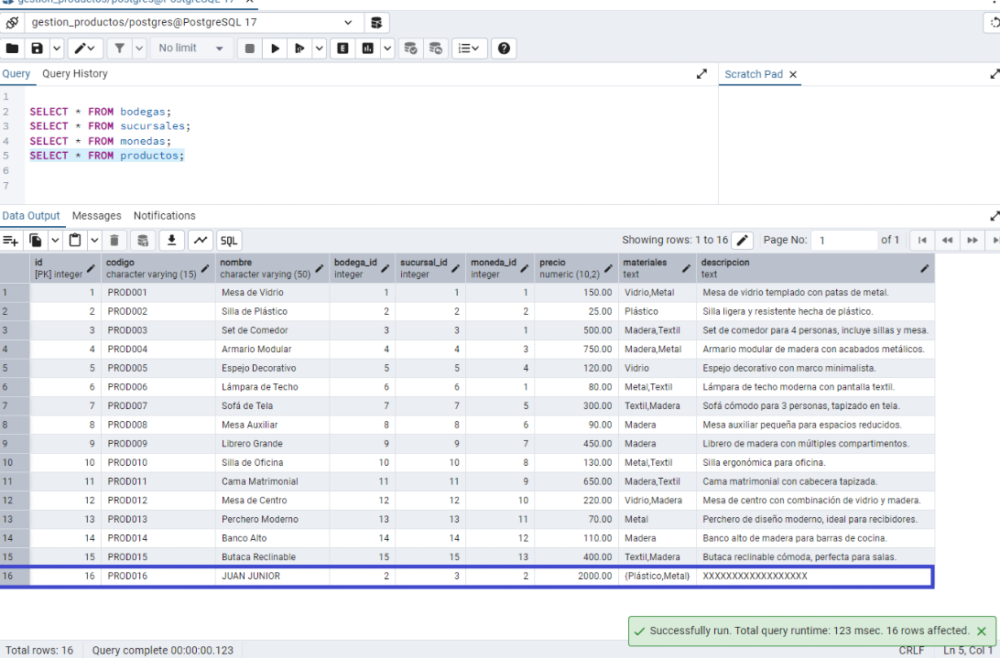 gestion_productos/postgres@PostgreSQL 17
gestion_productos/postgres@PostgreSQL 17
No limit
E
SQL
Query Query History
Scratch Pad
1
2 SELECT * FROM bodegas;
3 SELECT * FROM sucursales;
4 SELECT * FROM monedas;
5 SELECT * FROM productos;
6
7
Data Output Messages Notifications
Showing rows: 1 to 16 Page No: 1 of 1
id codigo nombre bodega_id sucursal_id moneda_id precio materiales descripcion
[PK] integer character varying (15) character varying (50) integer integer integer numeric (10,2) text text
1 1 PROD001 Mesa de Vidrio 1 1 1 150.00 Vidrio,Metal Mesa de vidrio templado con patas de metal.
2 2 PROD002 Silla de Plástico 2 2 2 25.00 Plástico Silla ligera y resistente hecha de plástico.
3 3 PROD003 Set de Comedor 3 3 1 500.00 Madera,Textil Set de comedor para 4 personas, incluye sillas y mesa.
4 4 PROD004 Armario Modular 4 4 3 750.00 Madera,Metal Armario modular de madera con acabados metálicos.
5 5 PROD005 Espejo Decorativo 5 5 4 120.00 Vidrio Espejo decorativo con marco minimalista.
6 6 PROD006 Lámpara de Techo 6 6 1 80.00 Metal,Textil Lámpara de techo moderna con pantalla textil.
7 7 PROD007 Sofá de Tela 7 7 5 300.00 Textil,Madera Sofá cómodo para 3 personas, tapizado en tela.
8 8 PROD008 Mesa Auxiliar 8 8 6 90.00 Madera Mesa auxiliar pequeña para espacios reducidos.
9 9 PROD009 Librero Grande 9 9 7 450.00 Madera Librero de madera con múltiples compartimentos.
10 10 PROD010 Silla de Oficina 10 10 8 130.00 Metal,Textil Silla ergonómica para oficina.
11 11 PROD011 Cama Matrimonial 11 11 9 650.00 Madera,Textil Cama matrimonial con cabecera tapizada.
12 12 PROD012 Mesa de Centro 12 12 10 220.00 Vidrio,Madera Mesa de centro con combinación de vidrio y madera.
13 13 PROD013 Perchero Moderno 13 13 11 70.00 Metal Perchero de diseño moderno, ideal para recibidores.
14 14 PROD014 Banco Alto 14 14 12 110.00 Madera Banco alto de madera para barras de cocina.
15 15 PROD015 Butaca Reclinable 15 15 13 400.00 Textil,Madera Butaca reclinable cómoda, perfecta para salas.
16 16 PROD016 JUAN JUNIOR 2 3 2 2000.00 {Plástico,Metal} XXXXXXXXXXXXXXXXXX
Successfully run. Total query runtime: 123 msec. 16 rows affected.
Total rows: 16 Query complete 00:00:00.123 CRLF Ln 5, Col 1